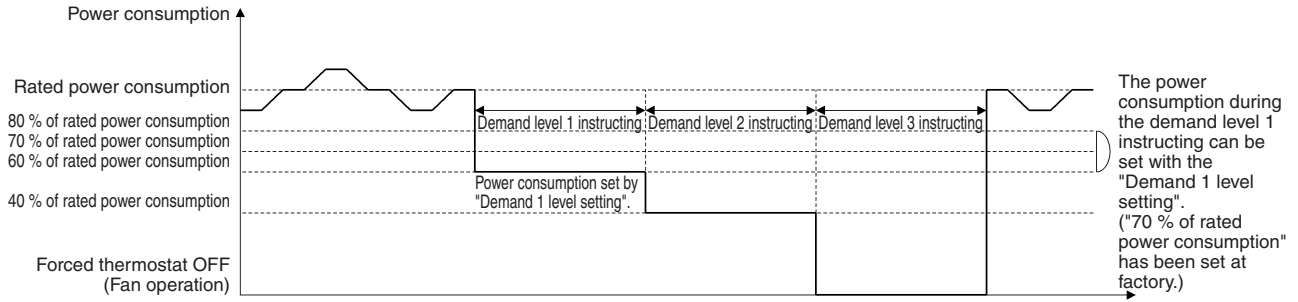 Power consumption
Rated power consumption
80 % of rated power consumption
70 % of rated power consumption
60 % of rated power consumption
40 % of rated power consumption
Forced thermostat OFF
(Fan operation)
Demand level 1 instructing
Demand level 2 instructing
Demand level 3 instructing
Power consumption set by
"Demand 1 level setting".
The power
consumption during
the demand level 1
instructing can be
set with the
"Demand 1 level
setting".
("70 % of rated
power consumption"
has been set at
factory.)